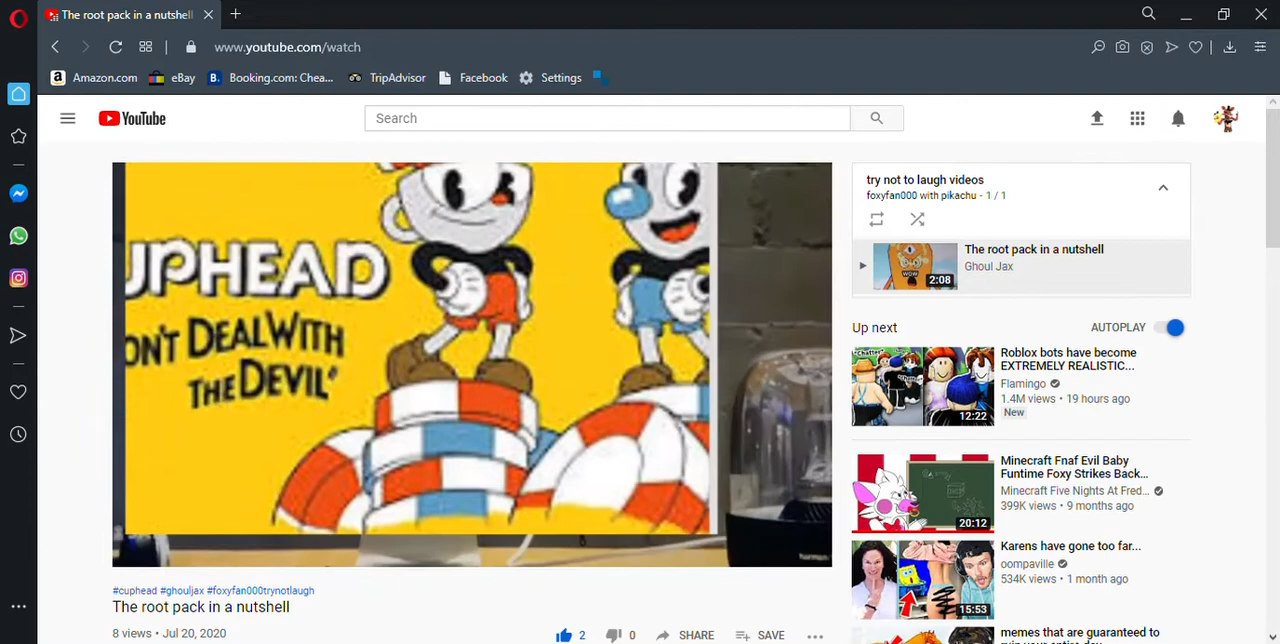 The root pack in a nutshell
www.youtube.com/watch
Amazon.com eBay Booking.com: Chea... TripAdvisor Facebook Settings
YouTube
Search
UPHEAD
ON'T DEAL WITH
THE DEVIL'
#cuphead #ghouljax #foxyfan000trynotlaugh
The root pack in a nutshell
8 views • Jul 20, 2020
2 0 SHARE SAVE
try not to laugh videos
foxyfan000 with pikachu - 1 / 1
WOW
2:08
The root pack in a nutshell
Ghoul Jax
Up next AUTOPLAY
12:22
Roblox bots have become
EXTREMELY REALISTIC...
Flamingo
1.4M views • 19 hours ago
New
20:12
Minecraft Fnaf Evil Baby
Funtime Foxy Strikes Back...
Minecraft Five Nights At Fred...
399K views • 9 months ago
15:53
Karens have gone too far...
oompaville
534K views • 1 month ago
memes that are guaranteed to